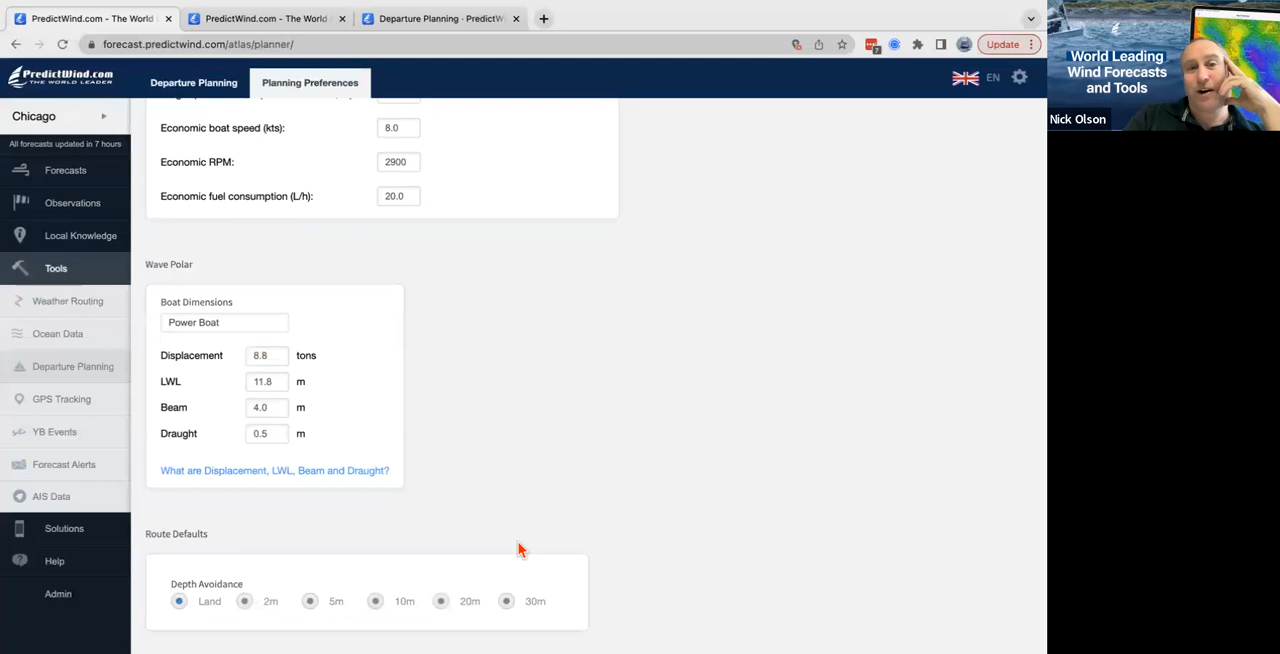 PredictWind.com - The World
PredictWind.com - The World
Departure Planning · PredictW
forecast.predictwind.com/atlas/planner/
7
Update
PredictWind.com
THE WORLD LEADER
Departure Planning
Planning Preferences
EN
World Leading
Wind Forecasts
and Tools
Nick Olson
Chicago
All forecasts updated in 7 hours
Forecasts
Observations
Local Knowledge
Tools
Weather Routing
Ocean Data
Departure Planning
GPS Tracking
YB Events
Forecast Alerts
AIS Data
Solutions
Help
Admin
Economic boat speed (kts): 8.0
Economic RPM: 2900
Economic fuel consumption (L/h): 20.0
Wave Polar
Boat Dimensions
Power Boat
Displacement 8.8 tons
LWL 11.8 m
Beam 4.0 m
Draught 0.5 m
What are Displacement, LWL, Beam and Draught?
Route Defaults
Depth Avoidance
Land 2m 5m 10m 20m 30m